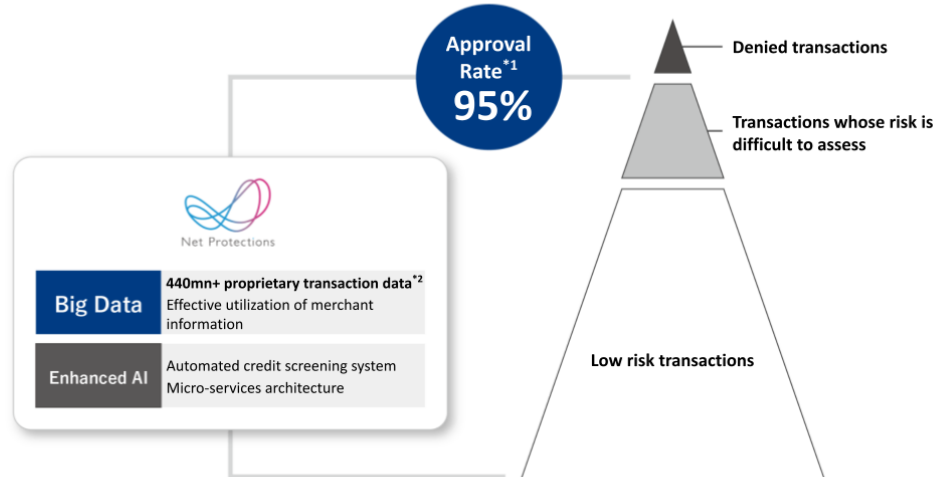 Approval
Rate*1
95%
Denied transactions
Transactions whose risk is
difficult to assess
Net Protections
Big Data
440mn+ proprietary transaction data*2
Effective utilization of merchant
information
Enhanced AI
Automated credit screening system
Micro-services architecture
Low risk transactions